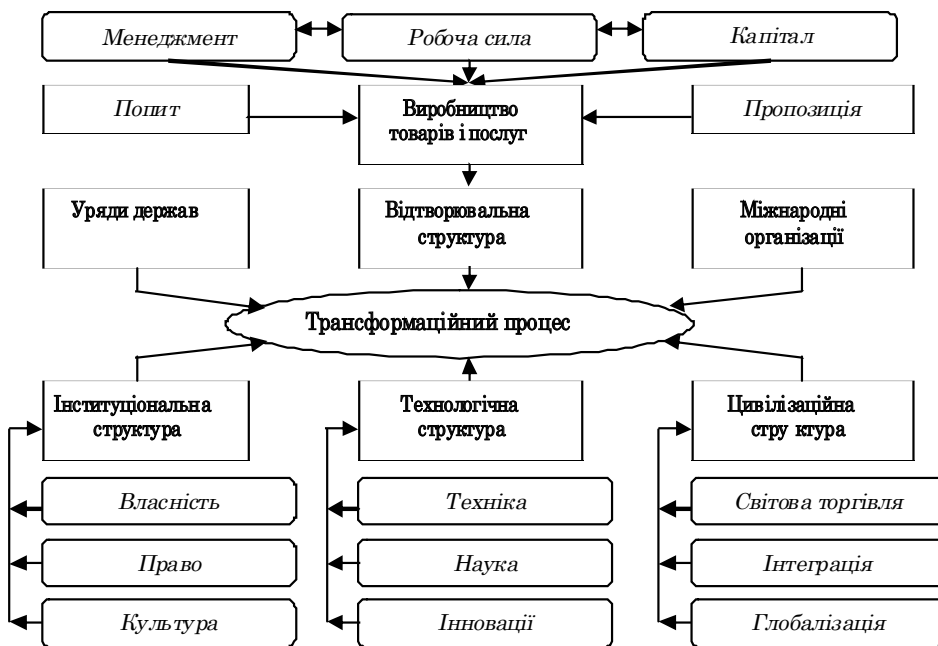 Менеджмент
Робоча сила
Капітал
Попит
Виробництво
товарів і послуг
Пропозиція
Уряди держав
Відтворювальна
структура
Міжнародні
організації
Трансформаційний процес
Інституціональна
структура
Технологічна
структура
Цивілізаційна
стру ктура
Власність
Техніка
Світова торгівля
Право
Наука
Інтеграція
Культура
Інновації
Глобалізація